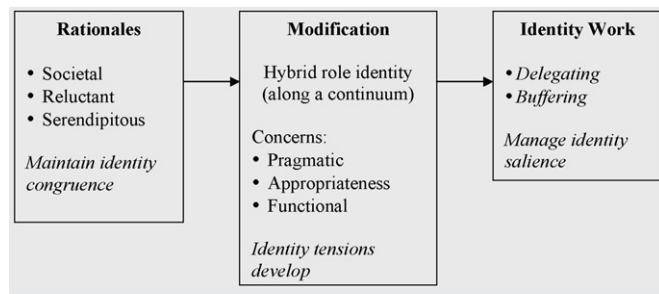 Rationales
• Societal
• Reluctant
• Serendipitous
Maintain identity
congruence
Modification
Hybrid role identity
(along a continuum)
Concerns:
• Pragmatic
• Appropriateness
• Functional
Identity tensions
develop
Identity Work
• Delegating
• Buffering
Manage identity
salience